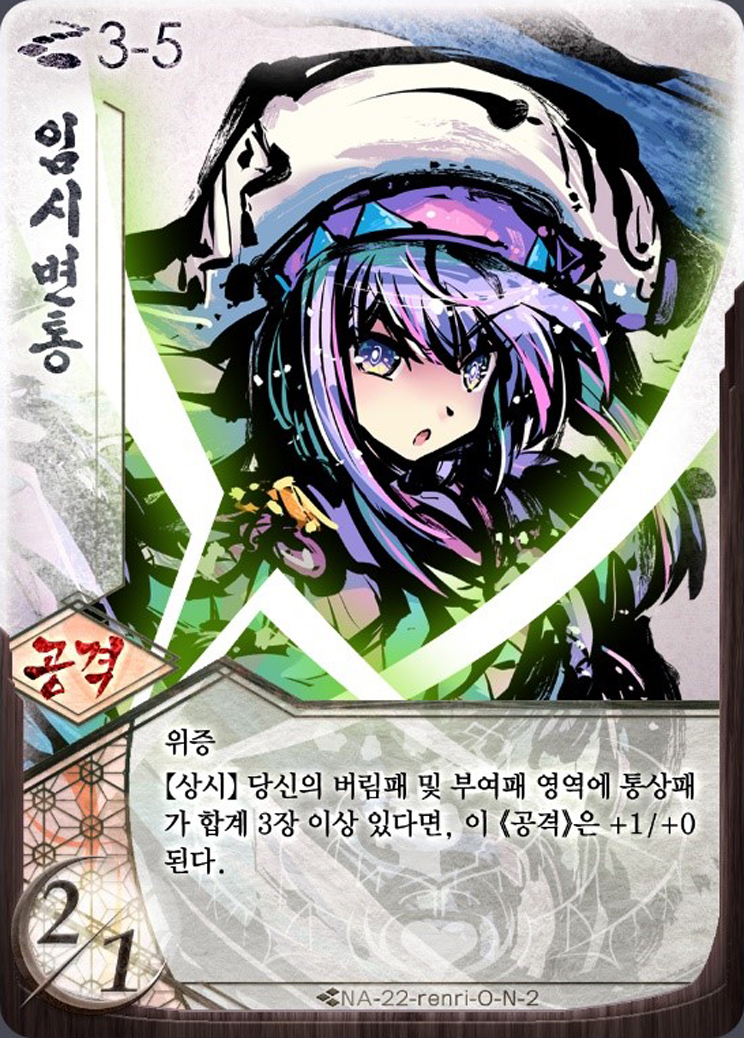 3-5
임시변통
공격
위증
【상시】 당신의 버림패 및 부여패 영역에 통상패
가 합계 3장 이상 있다면, 이 《공격》은 +1/+0
된다.
2/1
NA-22-renri-O-N-2